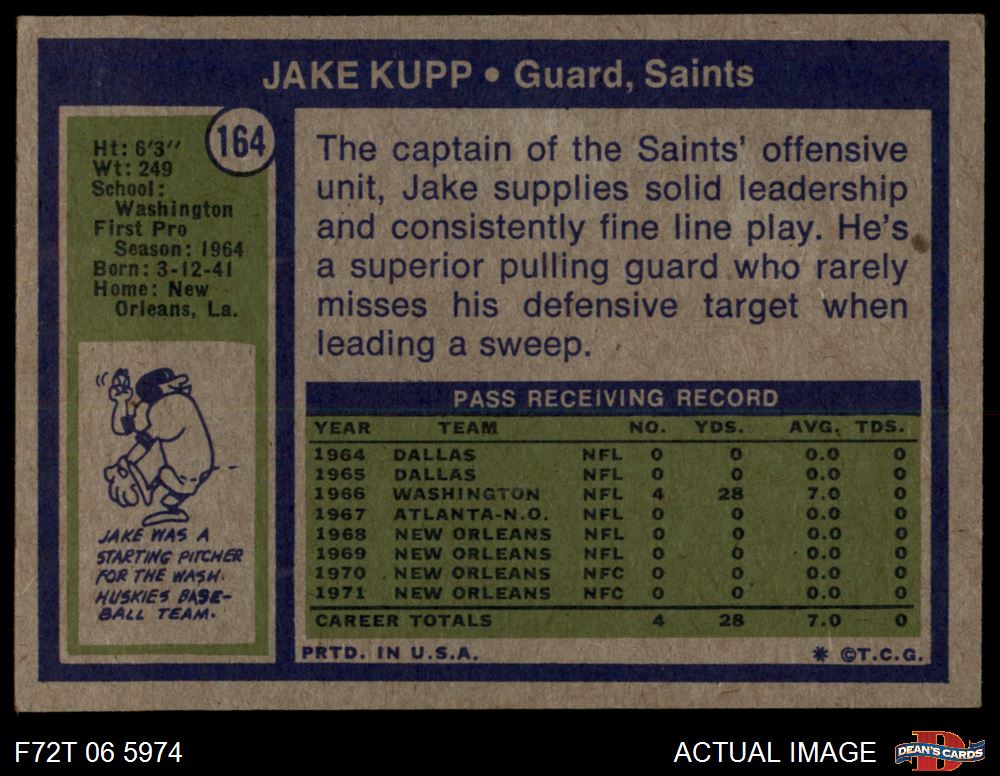 JAKE KUPP • Guard, Saints
164
Ht: 6'3"
Wt: 249
School:
Washington
First Pro
Season: 1964
Born: 3-12-41
Home: New
Orleans, La.
JAKE WAS A
STARTING PITCHER
FOR THE WASH.
HUSKIES BASE-
BALL TEAM.
The captain of the Saints' offensive
unit, Jake supplies solid leadership
and consistently fine line play. He's
a superior pulling guard who rarely
misses his defensive target when
leading a sweep.
PASS RECEIVING RECORD
YEAR TEAM NO. YDS. AVG. TDS.
1964 DALLAS NFL 0 0 0.0 0
1965 DALLAS NFL 0 0 0.0 0
1966 WASHINGTON NFL 4 28 7.0 0
1967 ATLANTA-N.O. NFL 0 0 0.0 0
1968 NEW ORLEANS NFL 0 0 0.0 0
1969 NEW ORLEANS NFL 0 0 0.0 0
1970 NEW ORLEANS NFC 0 0 0.0 0
1971 NEW ORLEANS NFC 0 0 0.0 0
CAREER TOTALS 4 28 7.0 0
PRTD. IN U.S.A. * ©T.C.G.
F72T 06 5974
ACTUAL IMAGE
D
DEAN'S CARDS